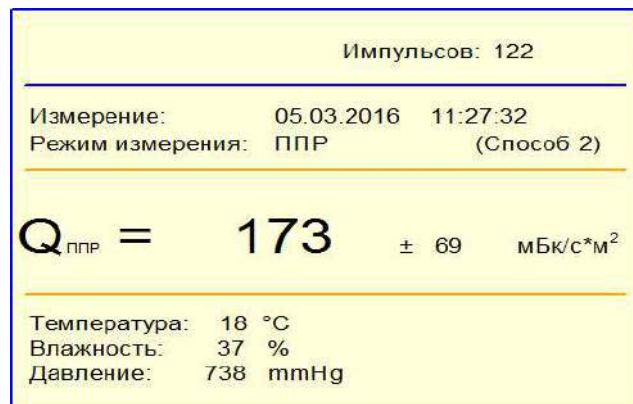 Импульсов: 122
Измерение: 05.03.2016 11:27:32
Режим измерения: ППР (Способ 2)
Qппр = 173 ± 69 мБк/с*м²
Температура: 18 °C
Влажность: 37 %
Давление: 738 mmHg